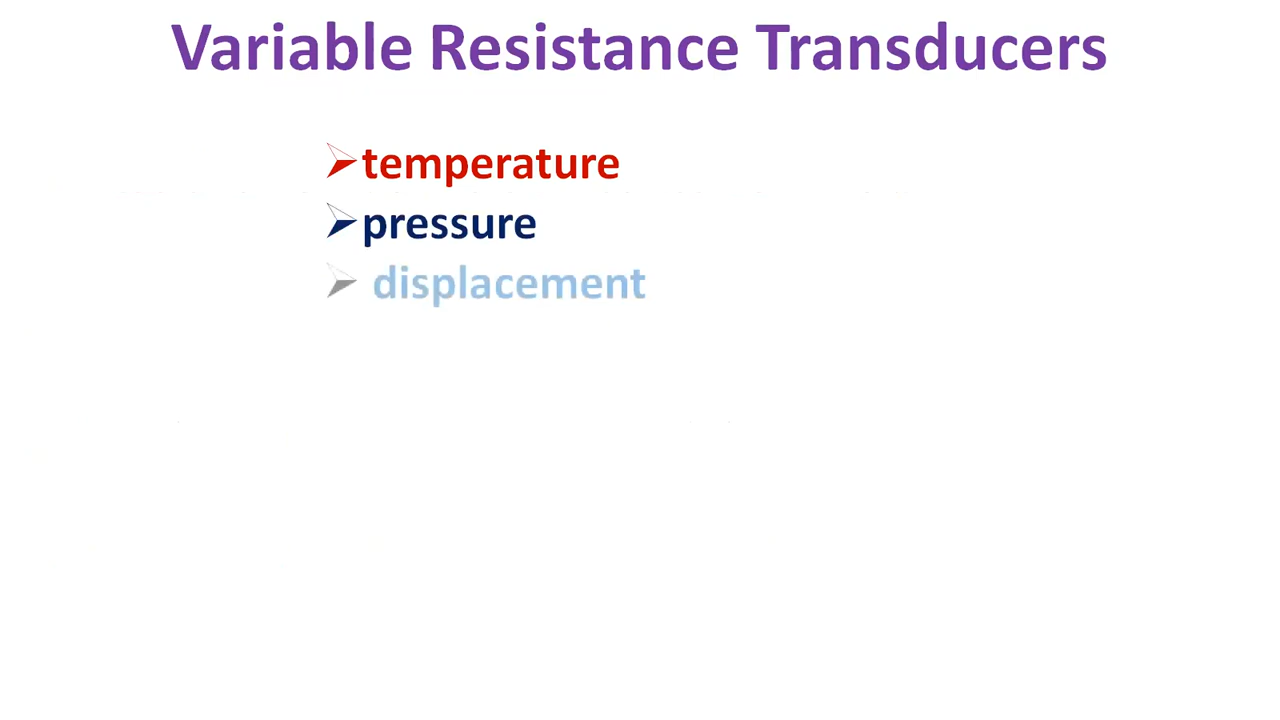 Variable Resistance Transducers
➢temperature
➢pressure
➢ displacement